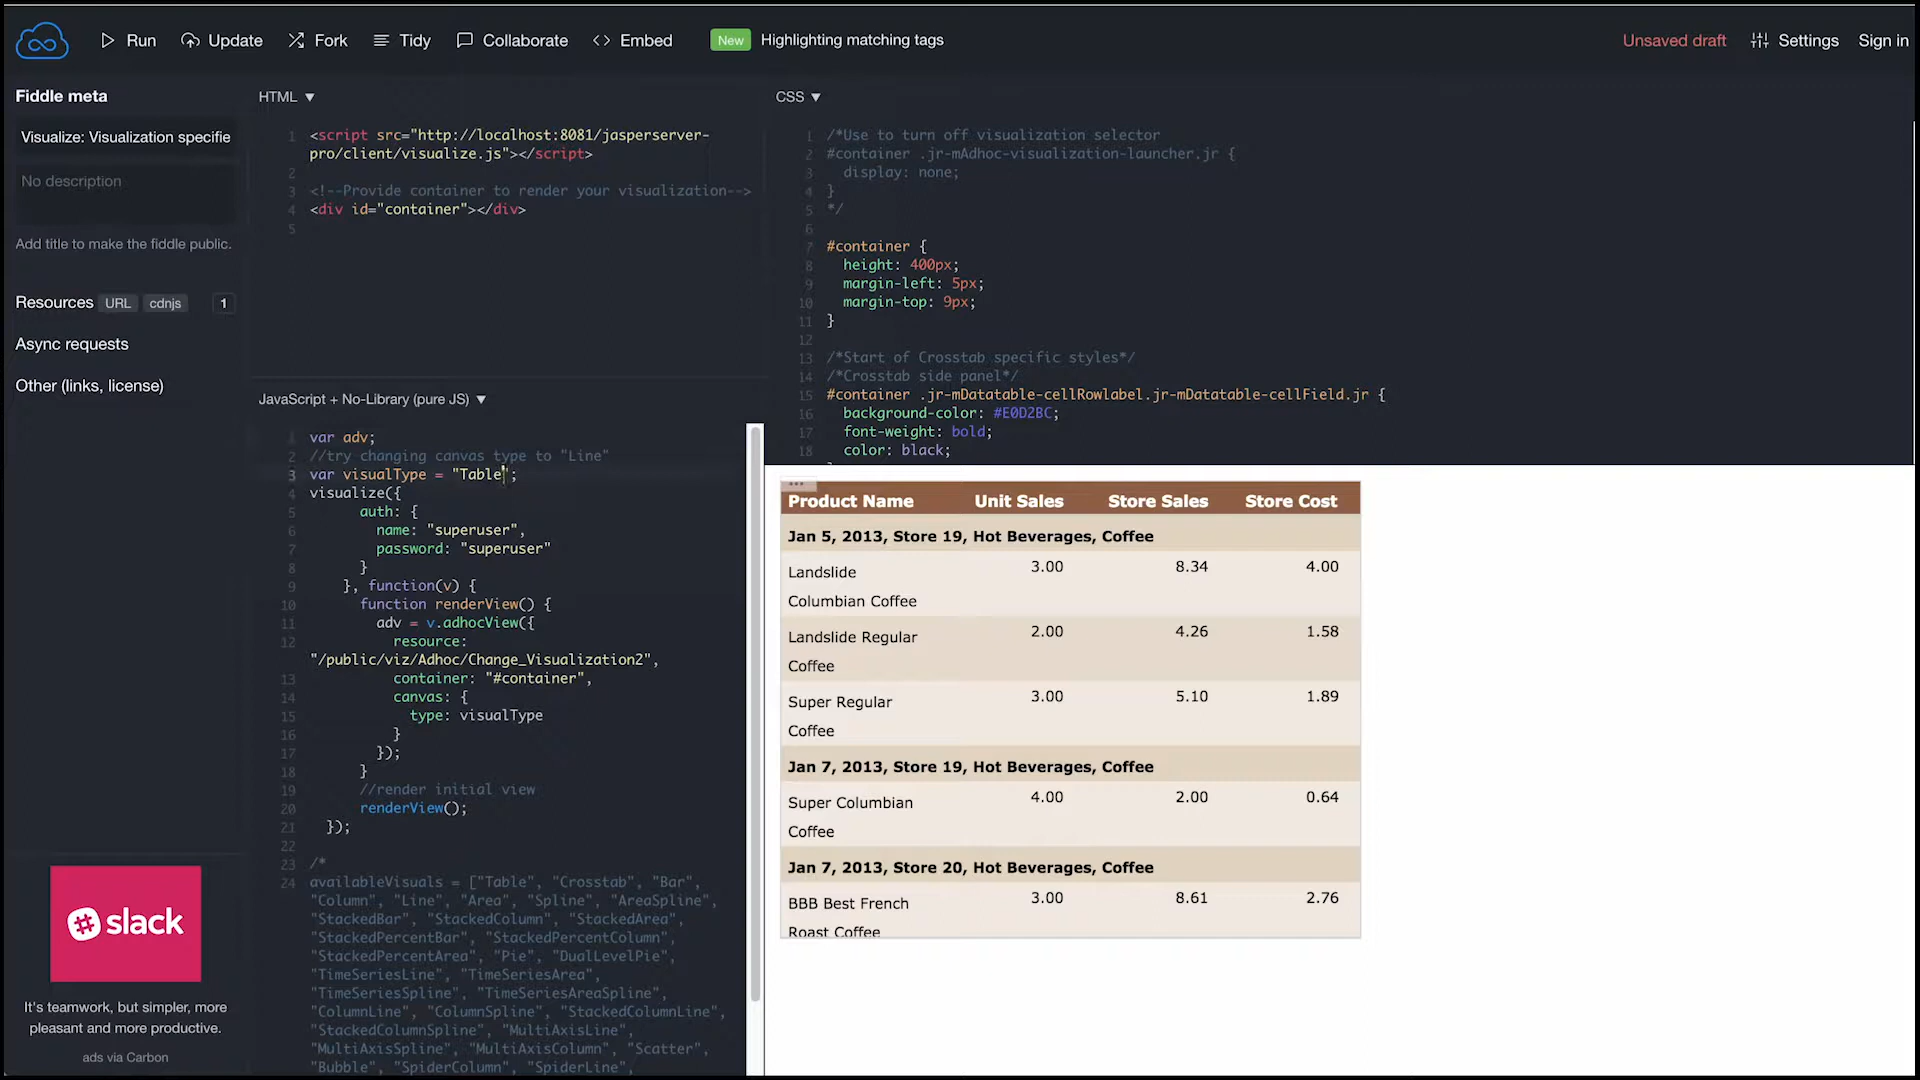 Run
Update
Fork
Tidy
Collaborate
Embed
New
Highlighting matching tags
Unsaved draft
Settings
Sign in
Fiddle meta
Visualize: Visualization specifie
No description
Add title to make the fiddle public.
Resources URL cdnjs 1
Async requests
Other (links, license)
slack
It's teamwork, but simpler, more
pleasant and more productive.
ads via Carbon
HTML ▼
1 <script src="http://localhost:8081/jasperserver-
pro/client/visualize.js"></script>
2
3 <!--Provide container to render your visualization-->
4 <div id="container"></div>
5
CSS ▼
1 /*Use to turn off visualization selector
2 #container .jr-mAdhoc-visualization-launcher.jr {
3 display: none;
4 }
5 */
6
7 #container {
8 height: 400px;
9 margin-left: 5px;
10 margin-top: 9px;
11 }
12
13 /*Start of Crosstab specific styles*/
14 /*Crosstab side panel*/
15 #container .jr-mDatatable-cellRowlabel.jr-mDatatable-cellField.jr {
16 background-color: #E0D2BC;
17 font-weight: bold;
18 color: black;
JavaScript + No-Library (pure JS) ▼
1 var adv;
2 //try changing canvas type to "Line"
3 var visualType = "Table";
4 visualize({
5 auth: {
6 name: "superuser",
7 password: "superuser"
8 }
9 }, function(v) {
10 function renderView() {
11 adv = v.adhocView({
12 resource:
"/public/viz/Adhoc/Change_Visualization2",
13 container: "#container",
14 canvas: {
15 type: visualType
16 }
17 });
18 }
19 //render initial view
20 renderView();
21 });
22
23 /*
24 availableVisuals = ["Table", "Crosstab", "Bar",
"Column", "Line", "Area", "Spline", "AreaSpline",
"StackedBar", "StackedColumn", "StackedArea",
"StackedPercentBar", "StackedPercentColumn",
"StackedPercentArea", "Pie", "DualLevelPie",
"TimeSeriesLine", "TimeSeriesArea",
"TimeSeriesSpline", "TimeSeriesAreaSpline",
"ColumnLine", "ColumnSpline", "StackedColumnLine",
"StackedColumnSpline", "MultiAxisLine",
"MultiAxisSpline", "MultiAxisColumn", "Scatter",
"Bubble", "SpiderColumn", "SpiderLine",
Product Name Unit Sales Store Sales Store Cost
Jan 5, 2013, Store 19, Hot Beverages, Coffee
Landslide 3.00 8.34 4.00
Columbian Coffee
Landslide Regular 2.00 4.26 1.58
Coffee
Super Regular 3.00 5.10 1.89
Coffee
Jan 7, 2013, Store 19, Hot Beverages, Coffee
Super Columbian 4.00 2.00 0.64
Coffee
Jan 7, 2013, Store 20, Hot Beverages, Coffee
BBB Best French 3.00 8.61 2.76
Roast Coffee